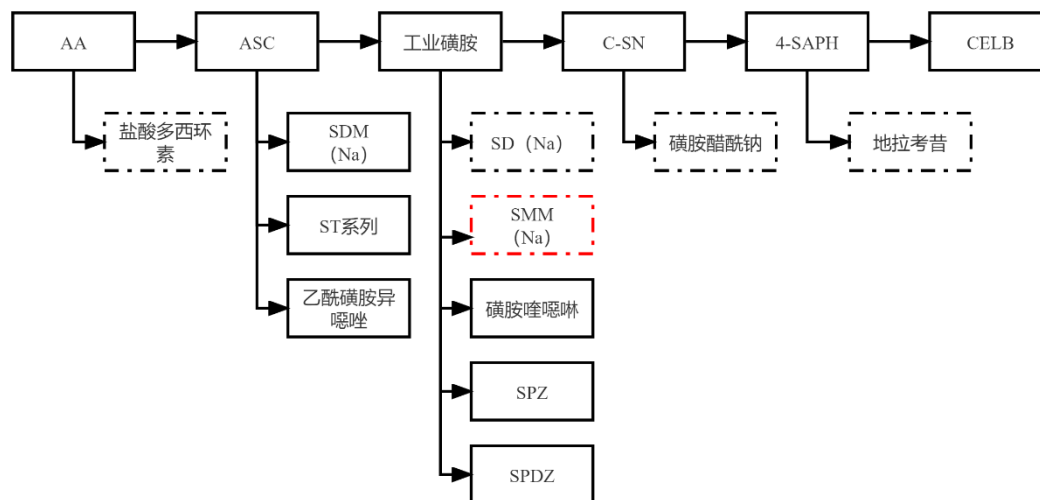 AA
ASC
工业磺胺
C-SN
4-SAPH
CELB
盐酸多西环
素
SDM
（Na）
SD（Na）
磺胺醋酰钠
地拉考昔
ST系列
SMM
（Na）
乙酰磺胺异
噁唑
磺胺喹噁啉
SPZ
SPDZ